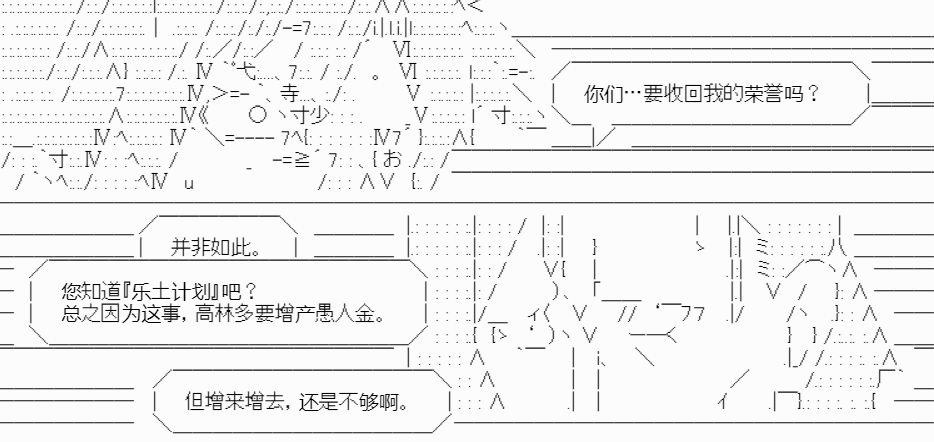 你们…要收回我的荣誉吗？
并非如此。
您知道『乐土计划』吧？
总之因为这事，高林多要增产愚人金。
但增来增去，还是不够啊。